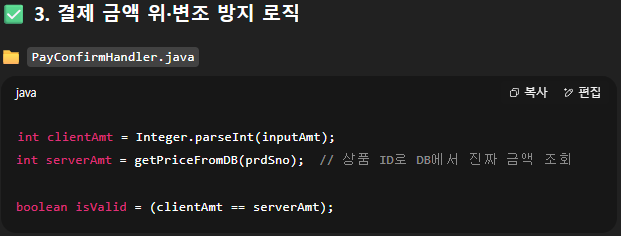 ✅ 3. 결제 금액 위·변조 방지 로직
📁 PayConfirmHandler.java
java 복사 편집
int clientAmt = Integer.parseInt(inputAmt);
int serverAmt = getPriceFromDB(prdSno);  // 상품 ID로 DB에서 진짜 금액 조회
boolean isValid = (clientAmt == serverAmt);